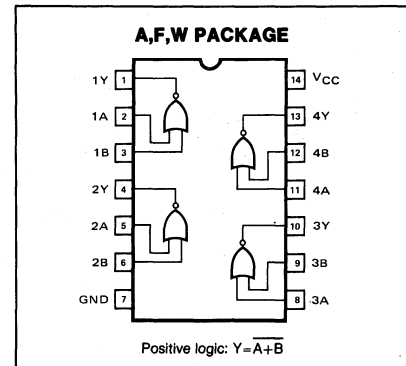 A,F,W PACKAGE
1Y 1 14 VCC
1A 2 13 4Y
1B 3 12 4B
2Y 4 11 4A
2A 5 10 3Y
2B 6 9 3B
GND 7 8 3A
Positive logic: Y=A+B